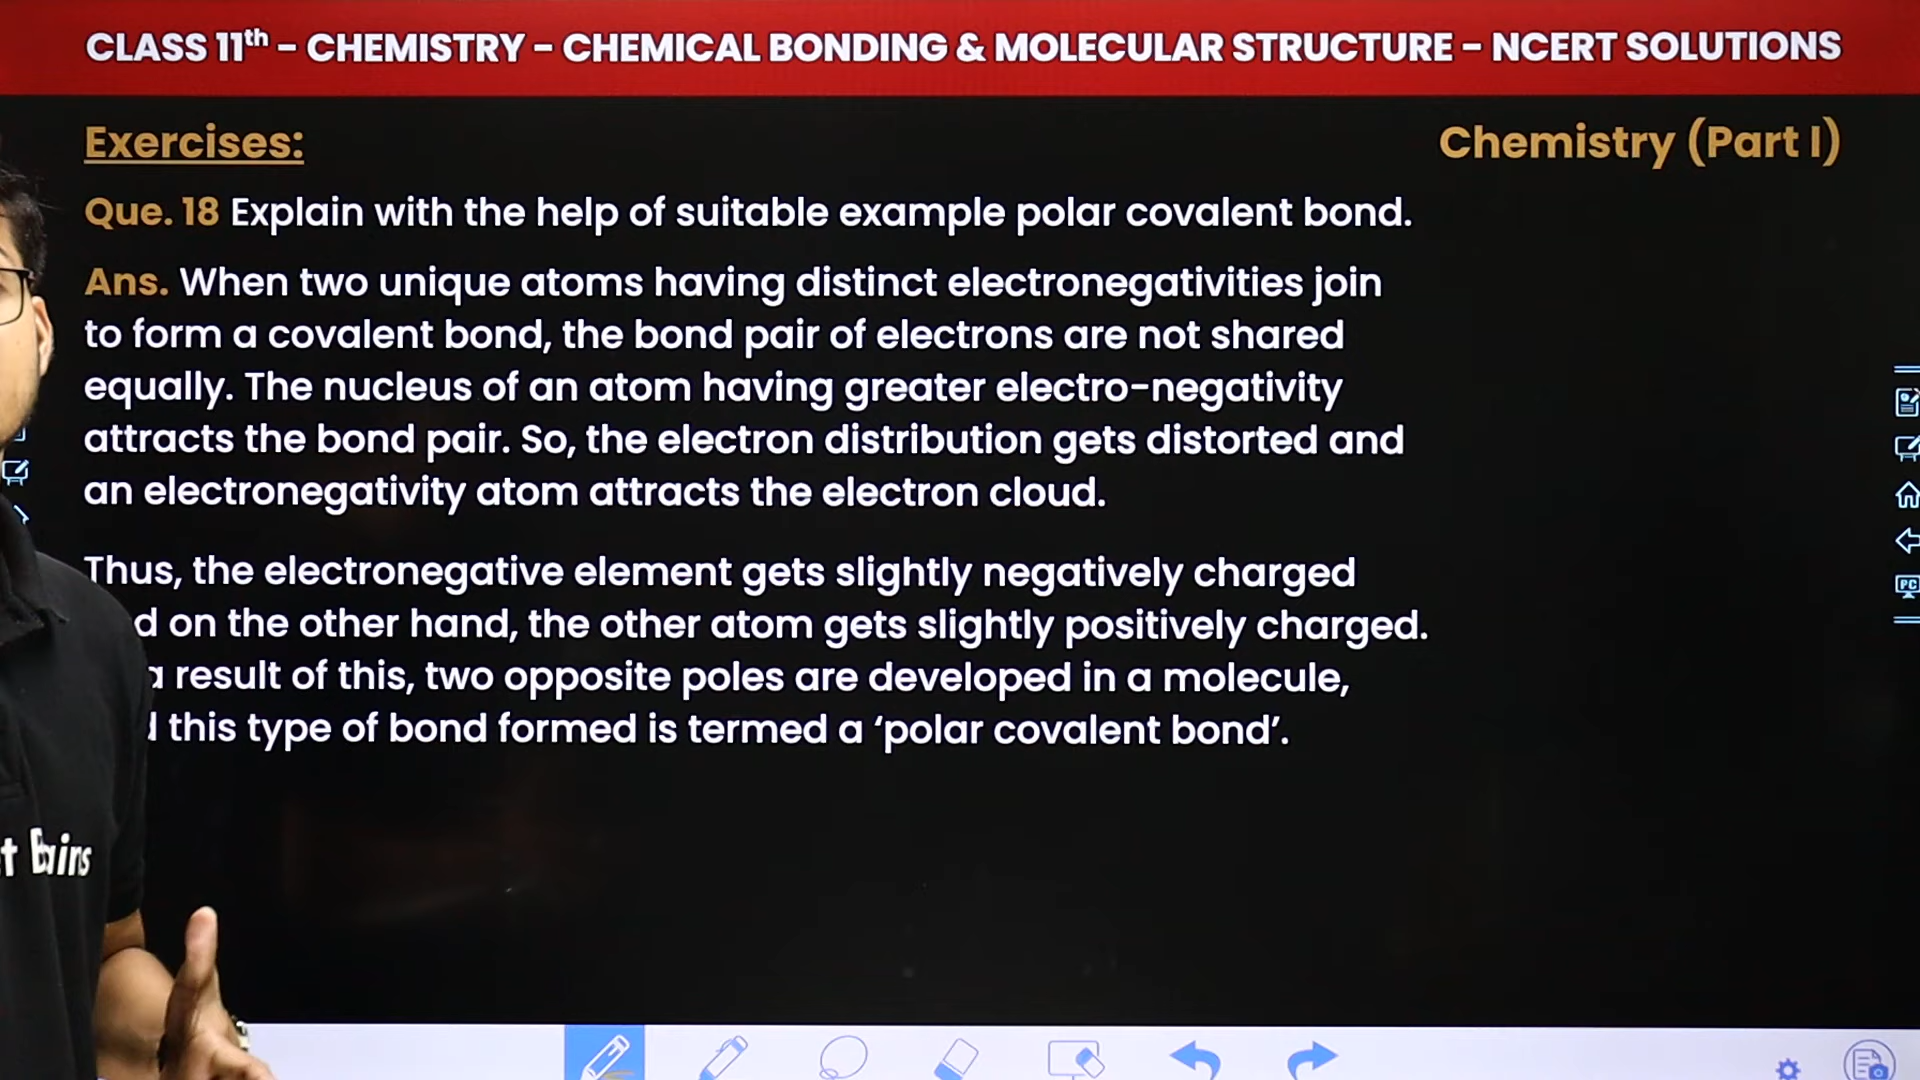 CLASS 11th - CHEMISTRY - CHEMICAL BONDING & MOLECULAR STRUCTURE - NCERT SOLUTIONS
Exercises:
Chemistry (Part I)
Que. 18 Explain with the help of suitable example polar covalent bond.
Ans. When two unique atoms having distinct electronegativities join
to form a covalent bond, the bond pair of electrons are not shared
equally. The nucleus of an atom having greater electro-negativity
attracts the bond pair. So, the electron distribution gets distorted and
an electronegativity atom attracts the electron cloud.
Thus, the electronegative element gets slightly negatively charged
d on the other hand, the other atom gets slightly positively charged.
a result of this, two opposite poles are developed in a molecule,
d this type of bond formed is termed a ‘polar covalent bond’.
PC